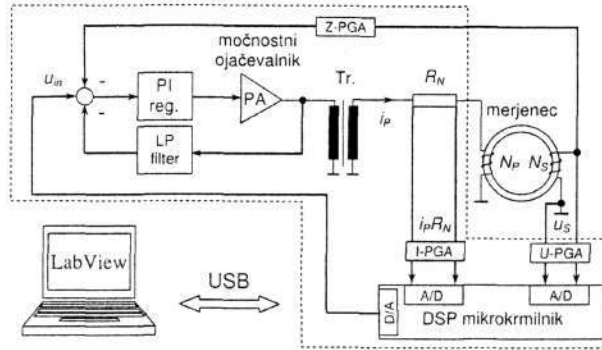 Z-PGA
močnostni
ojačevalnik
Tr.
R_N
u_in
-
-
PI
reg.
PA
i_P
merjenec
LP
filter
N_P N_S
i_P R_N
u_S
I-PGA
U-PGA
LabView
USB
A/D
A/D
D/A
DSP mikrokrmilnik